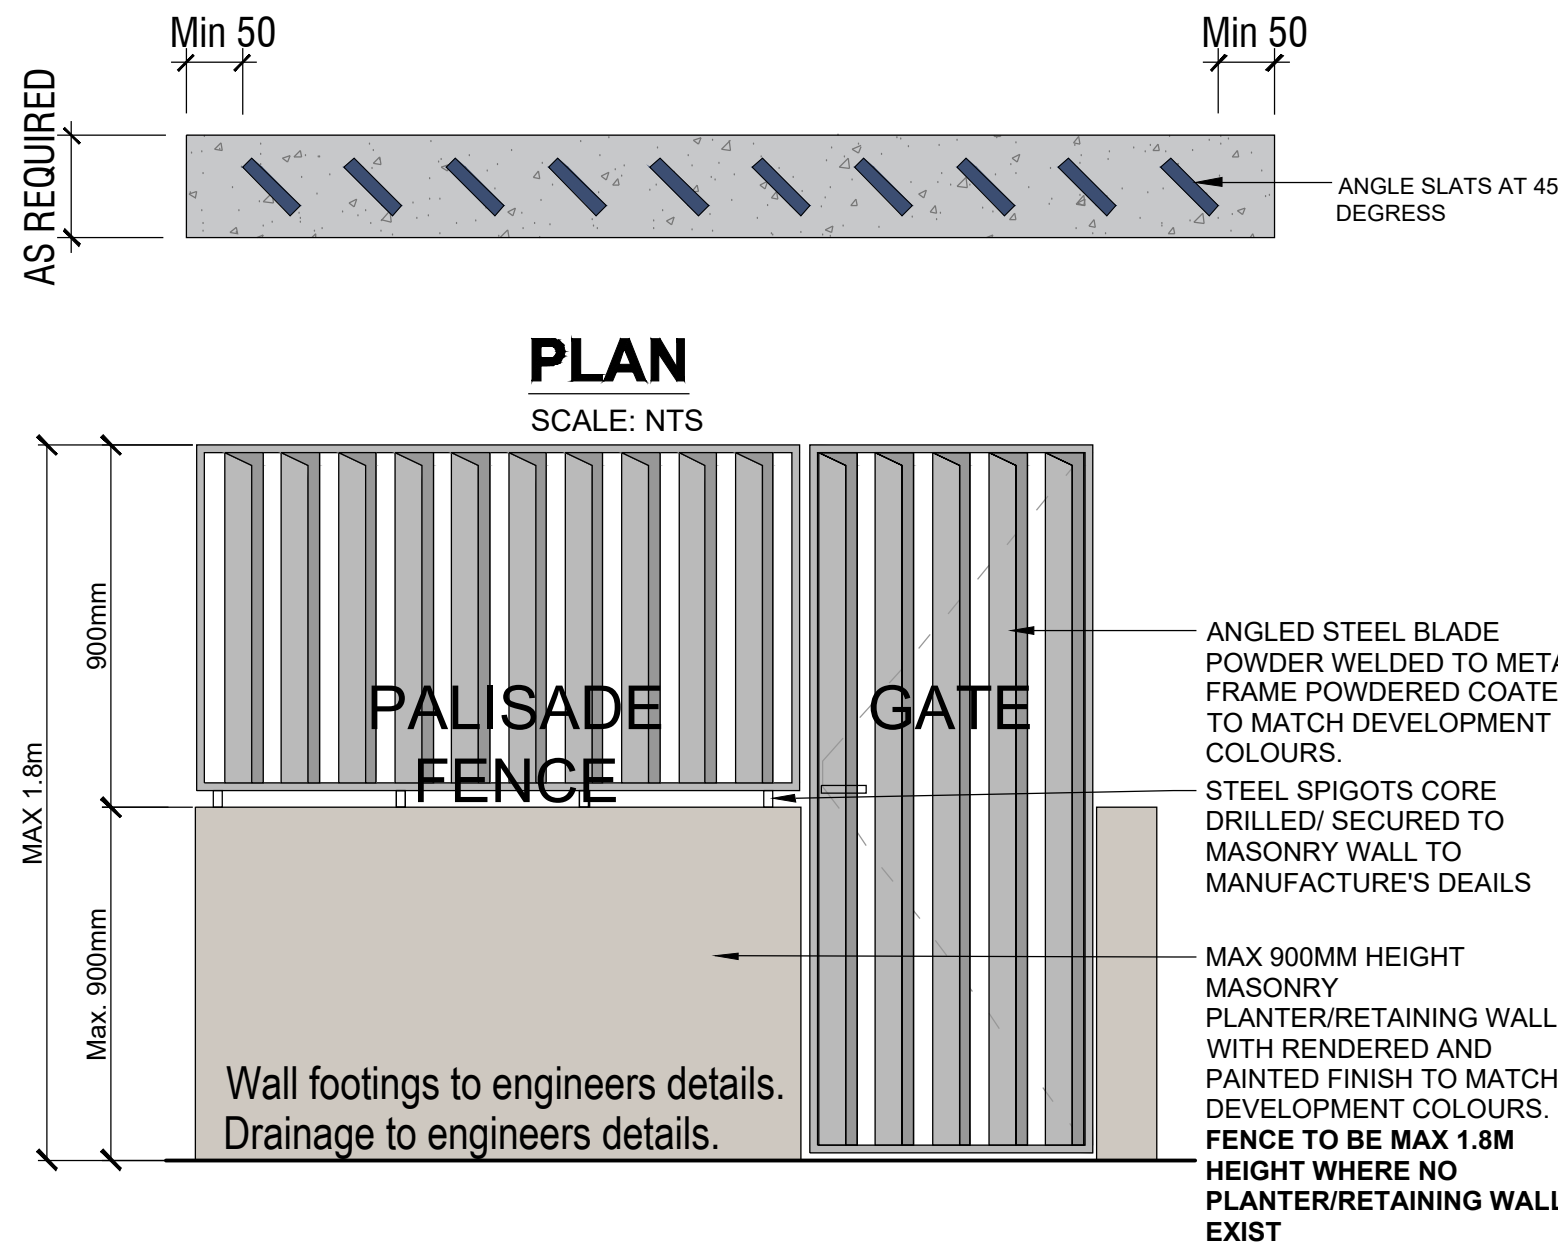 Min 50
Min 50
AS REQUIRED
ANGLE SLATS AT 45
DEGRESS
PLAN
SCALE: NTS
MAX 1.8m
900mm
Max. 900mm
PALISADE
FENCE
GATE
ANGLED STEEL BLADE
POWDER WELDED TO META
FRAME POWDERED COATE
TO MATCH DEVELOPMENT
COLOURS.
STEEL SPIGOTS CORE
DRILLED/ SECURED TO
MASONRY WALL TO
MANUFACTURE'S DEAILS
MAX 900MM HEIGHT
MASONRY
PLANTER/RETAINING WALL
WITH RENDERED AND
PAINTED FINISH TO MATCH
DEVELOPMENT COLOURS.
FENCE TO BE MAX 1.8M
HEIGHT WHERE NO
PLANTER/RETAINING WALL
EXIST
Wall footings to engineers details.
Drainage to engineers details.